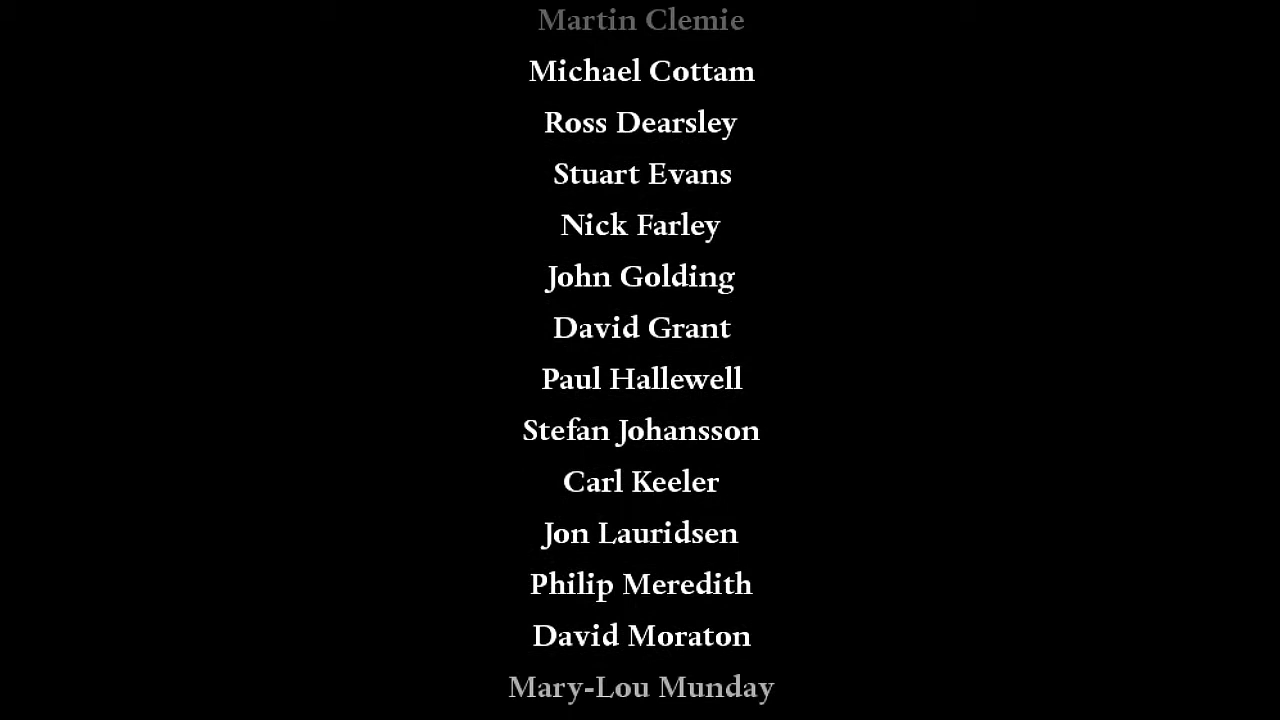 Martin Clemie
Michael Cottam
Ross Dearsley
Stuart Evans
Nick Farley
John Golding
David Grant
Paul Hallewell
Stefan Johansson
Carl Keeler
Jon Lauridsen
Philip Meredith
David Moraton
Mary-Lou Munday